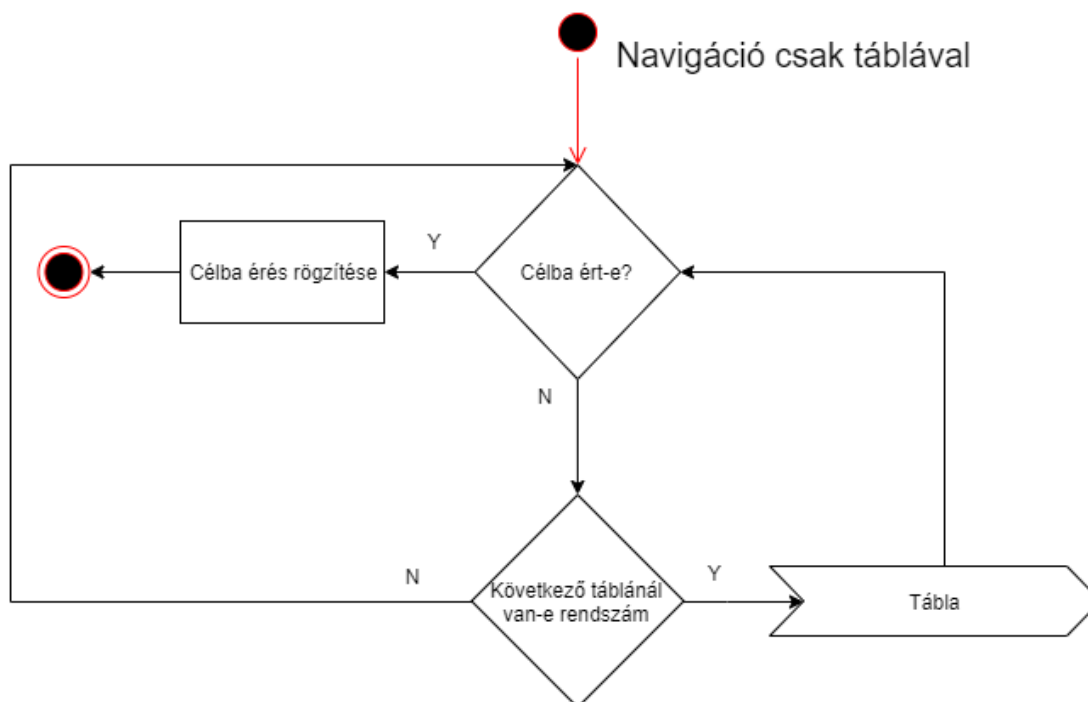 Navigáció csak táblával
Y
Célba érés rögzítése
Célba ért-e?
N
N
Következő táblánál
van-e rendszám
Y
Tábla